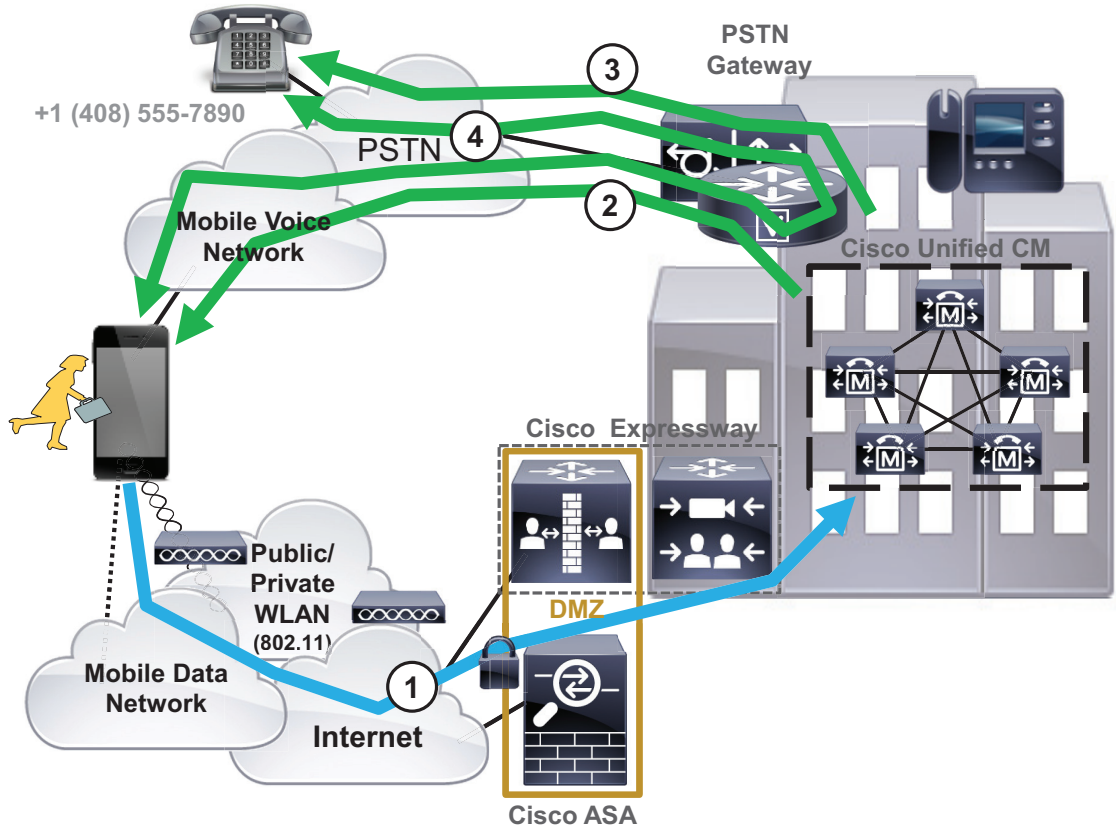 PSTN
Gateway
3
+1 (408) 555-7890
4
PSTN
2
Mobile Voice
Network
V
Cisco Unified CM
M
M
M
M
M
Cisco Expressway
Public/
Private
WLAN
(802.11)
DMZ
Mobile Data
Network
1
Internet
Cisco ASA